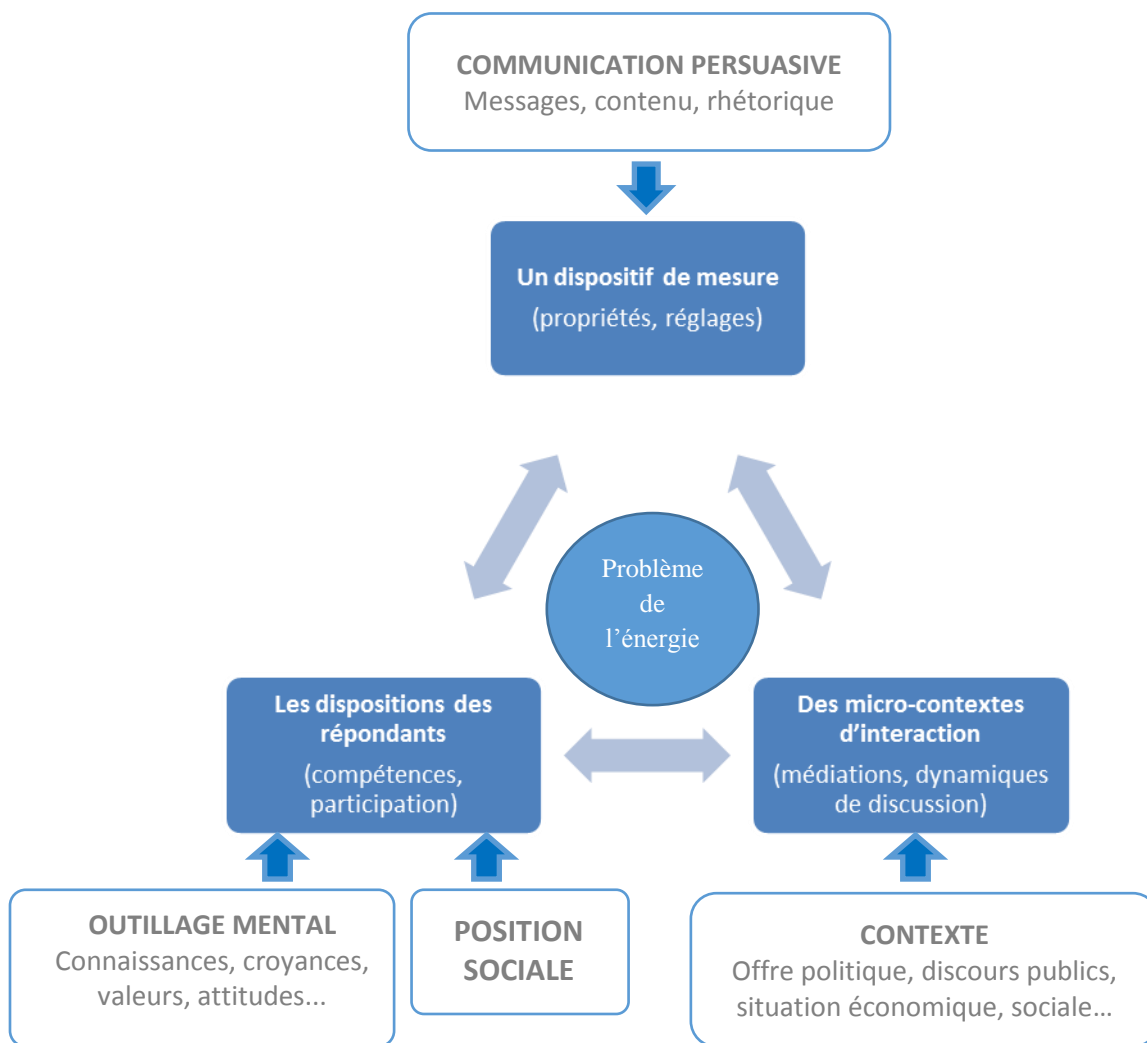 COMMUNICATION PERSUASIVE
Messages, contenu, rhétorique
Un dispositif de mesure
(propriétés, réglages)
Problème
de
l’énergie
Les dispositions des
répondants
(compétences,
participation)
Des micro-contextes
d’interaction
(médiations, dynamiques
de discussion)
OUTILLAGE MENTAL
Connaissances, croyances,
valeurs, attitudes...
POSITION
SOCIALE
CONTEXTE
Offre politique, discours publics,
situation économique, sociale…